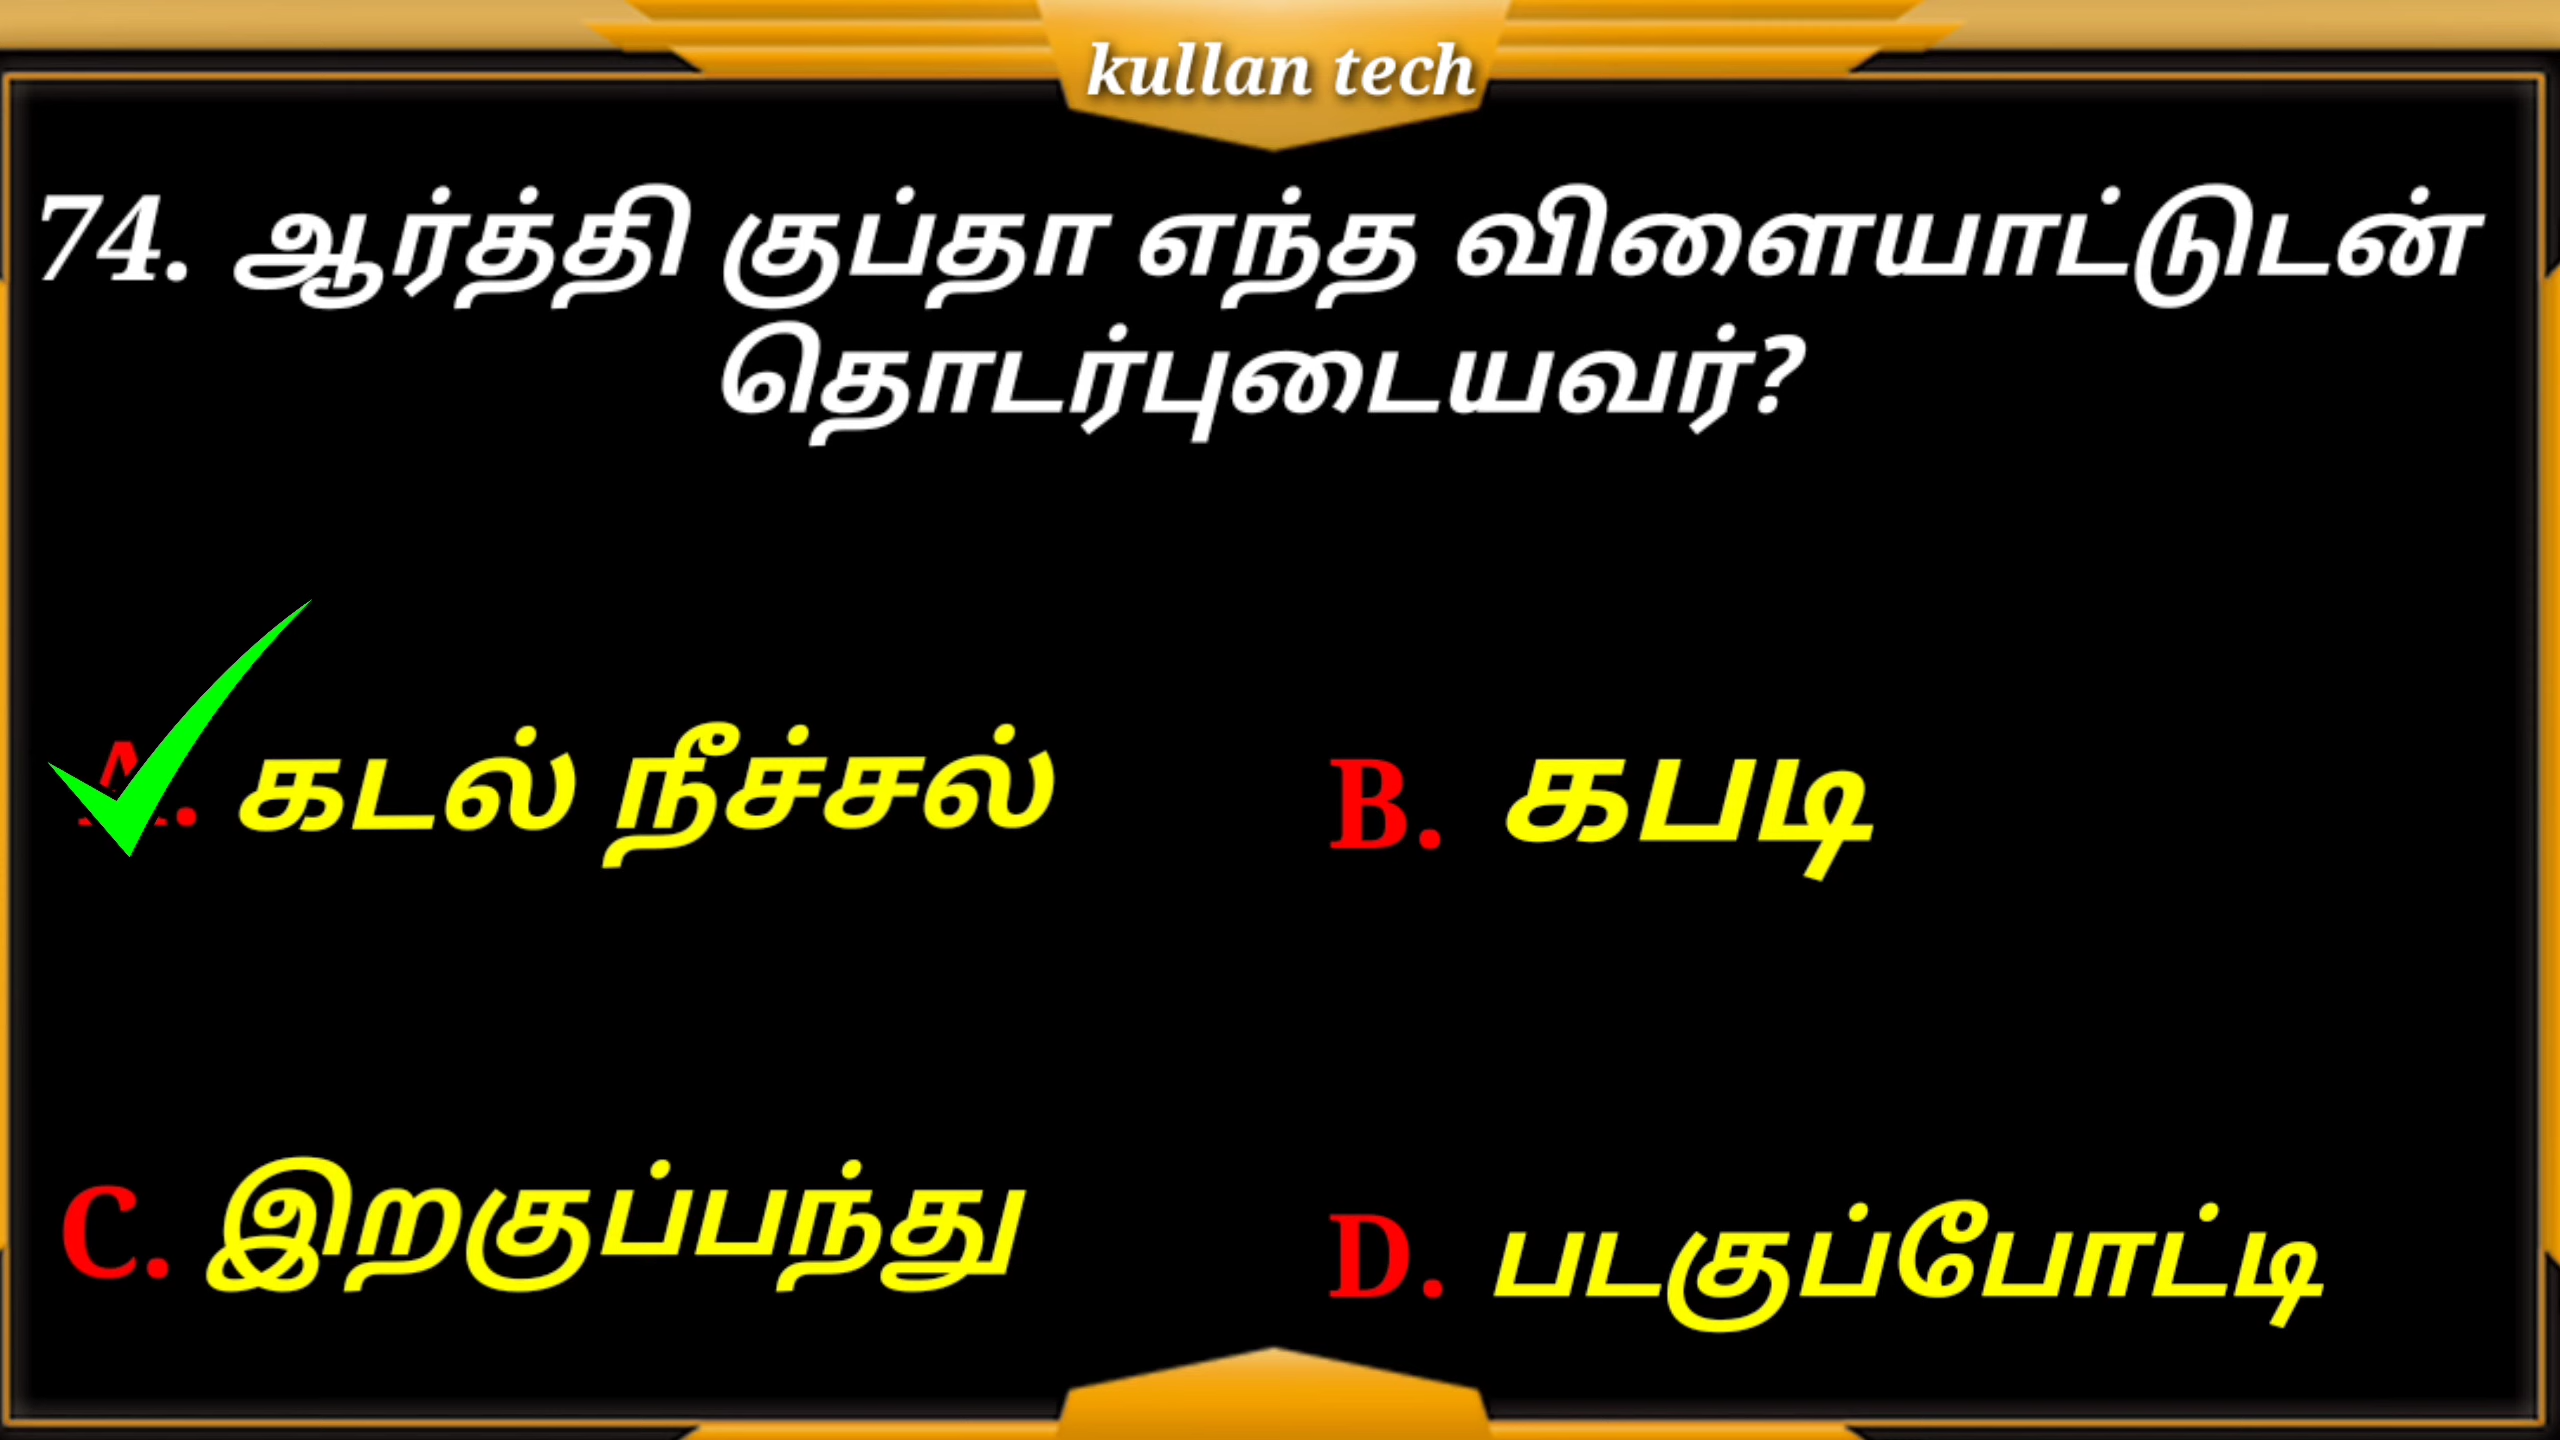 kullan tech
74. ஆர்த்தி குப்தா எந்த விளையாட்டுடன்
தொடர்புடையவர்?
A. கடல் நீச்சல்
B. கபடி
C. இறகுப்பந்து
D. படகுப்போட்டி